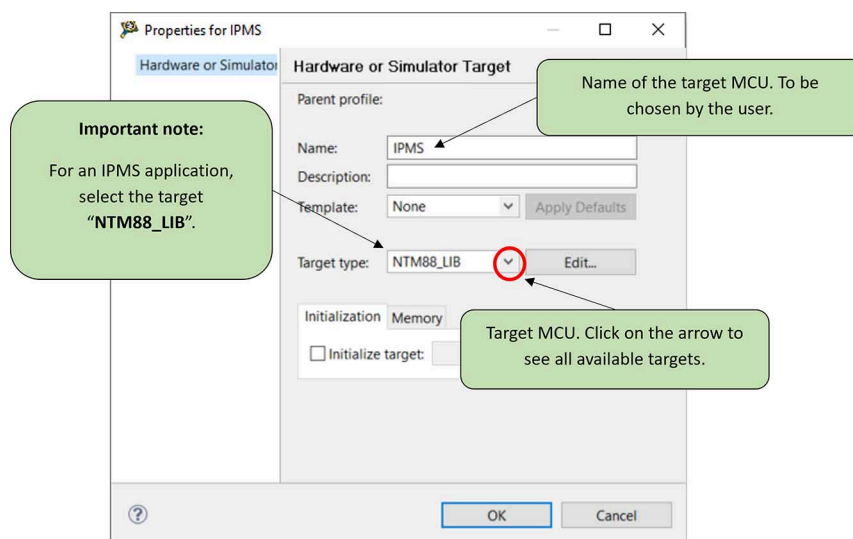 Properties for IPMS
Hardware or Simulator
Hardware or Simulator Target
Parent profile:
Name of the target MCU. To be
chosen by the user.
Important note:
For an IPMS application,
select the target
“NTM88_LIB”.
Name:
IPMS
Description:
Template:
None
Apply Defaults
Target type:
NTM88_LIB
Edit...
Initialization
Memory
Initialize target:
Target MCU. Click on the arrow to
see all available targets.
?
OK
Cancel